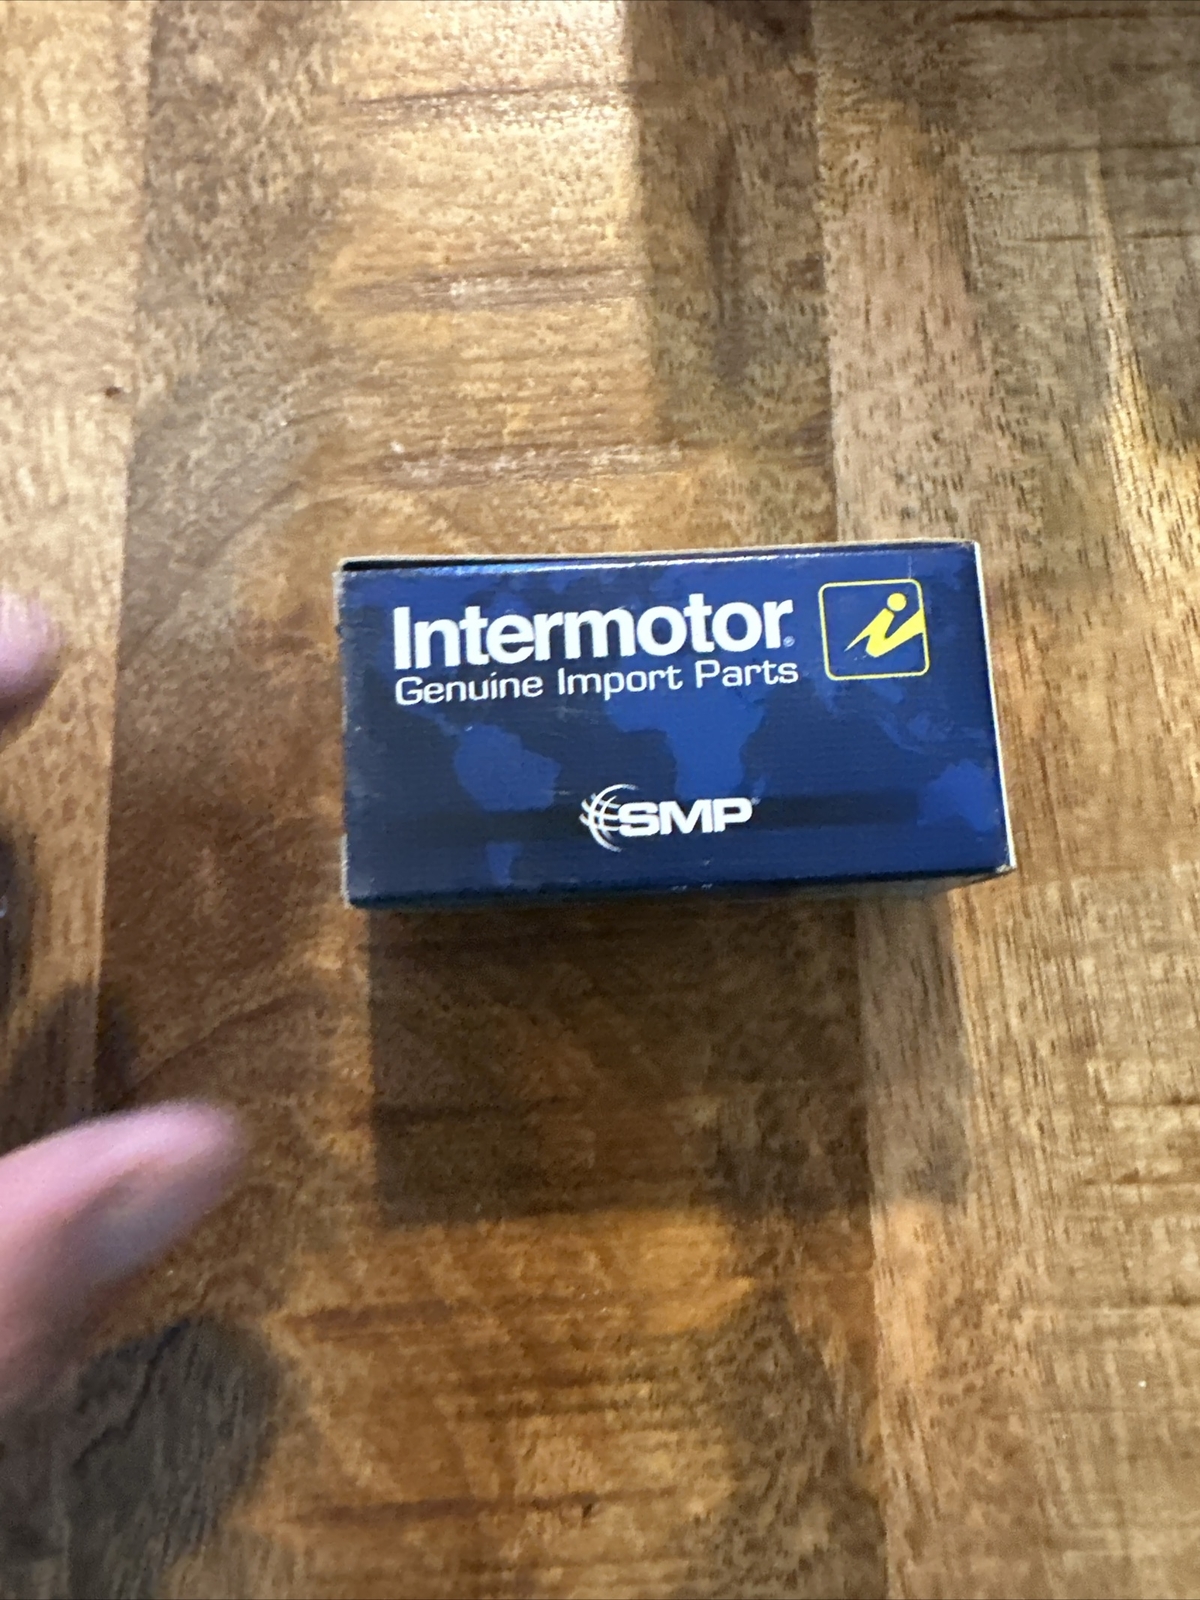 Intermotor®
Genuine Import Parts
SMP